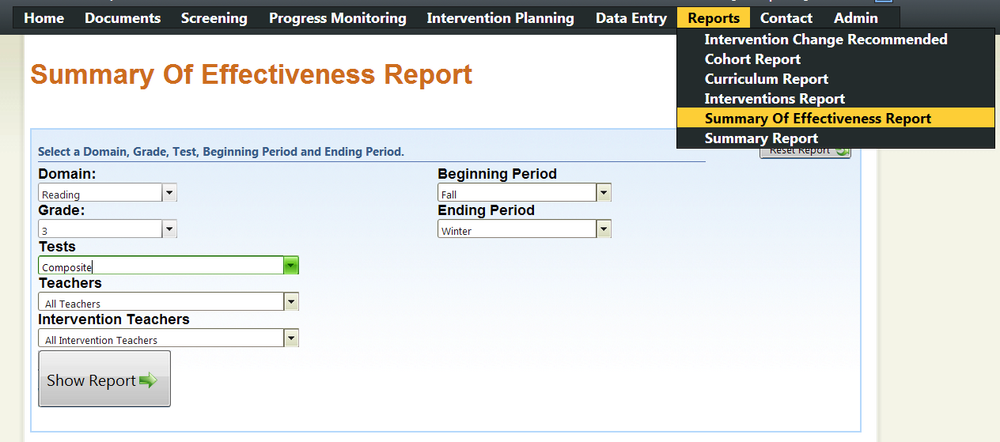 Home Documents Screening Progress Monitoring Intervention Planning Data Entry Reports Contact Admin
Intervention Change Recommended
Cohort Report
Curriculum Report
Interventions Report
Summary Of Effectiveness Report
Summary Report
Summary Of Effectiveness Report
Reset Report
Select a Domain, Grade, Test, Beginning Period and Ending Period.
Domain:
Reading
Grade:
3
Tests
Composite
Teachers
All Teachers
Intervention Teachers
All Intervention Teachers
Show Report
Beginning Period
Fall
Ending Period
Winter